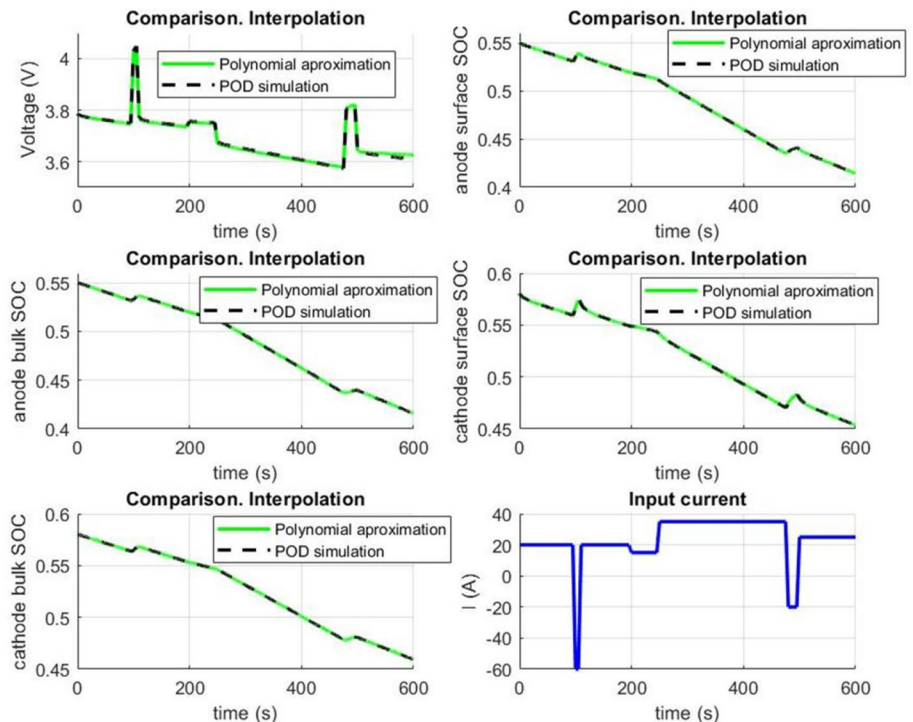 Comparison. Interpolation
Voltage (V)
4
3.8
3.6
Polynomial aproximation
POD simulation
0 200 400 600
time (s)
Comparison. Interpolation
anode surface SOC
0.55
0.5
0.45
0.4
Polynomial aproximation
POD simulation
0 200 400 600
time (s)
Comparison. Interpolation
anode bulk SOC
0.55
0.5
0.45
0.4
Polynomial aproximation
POD simulation
0 200 400 600
time (s)
Comparison. Interpolation
cathode surface SOC
0.6
0.55
0.5
0.45
Polynomial aproximation
POD simulation
0 200 400 600
time (s)
Comparison. Interpolation
cathode bulk SOC
0.6
0.55
0.5
0.45
Polynomial aproximation
POD simulation
0 200 400 600
time (s)
Input current
I (A)
40
20
0
-20
-40
-60
0 200 400 600
time (s)